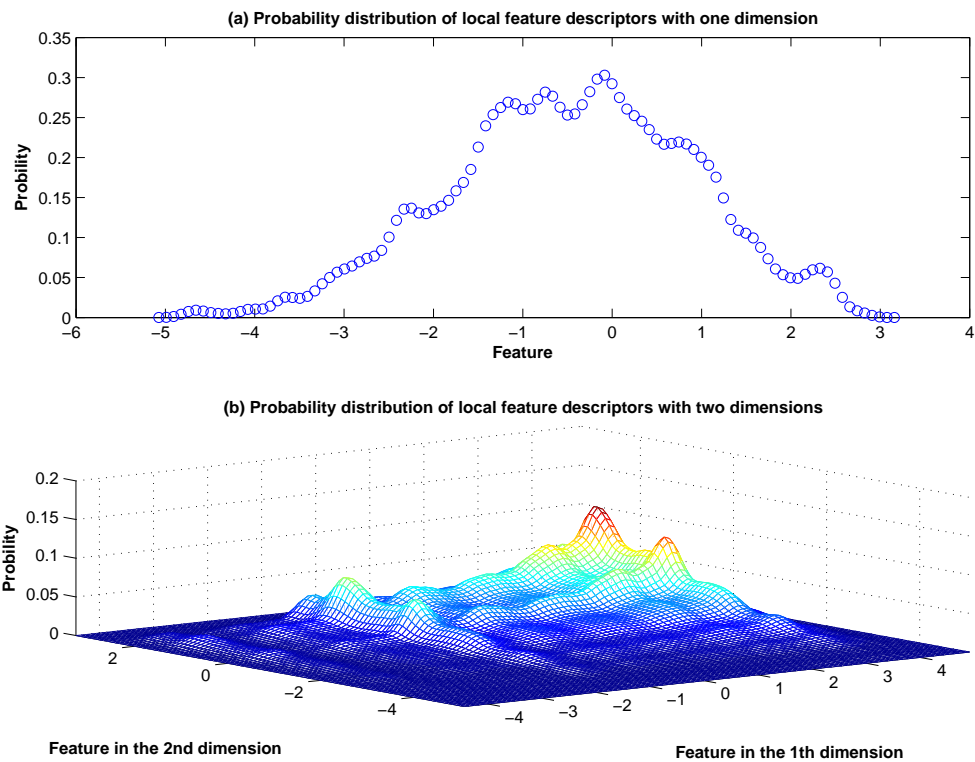 (a) Probability distribution of local feature descriptors with one dimension
0.35
0.3
0.25
0.2
0.15
0.1
0.05
0
Probility
−6 −5 −4 −3 −2 −1 0 1 2 3 4
Feature
(b) Probability distribution of local feature descriptors with two dimensions
0.2
0.15
0.1
0.05
0
Probility
2 0 −2 −4
−4 −3 −2 −1 0 1 2 3 4
Feature in the 2nd dimension
Feature in the 1th dimension